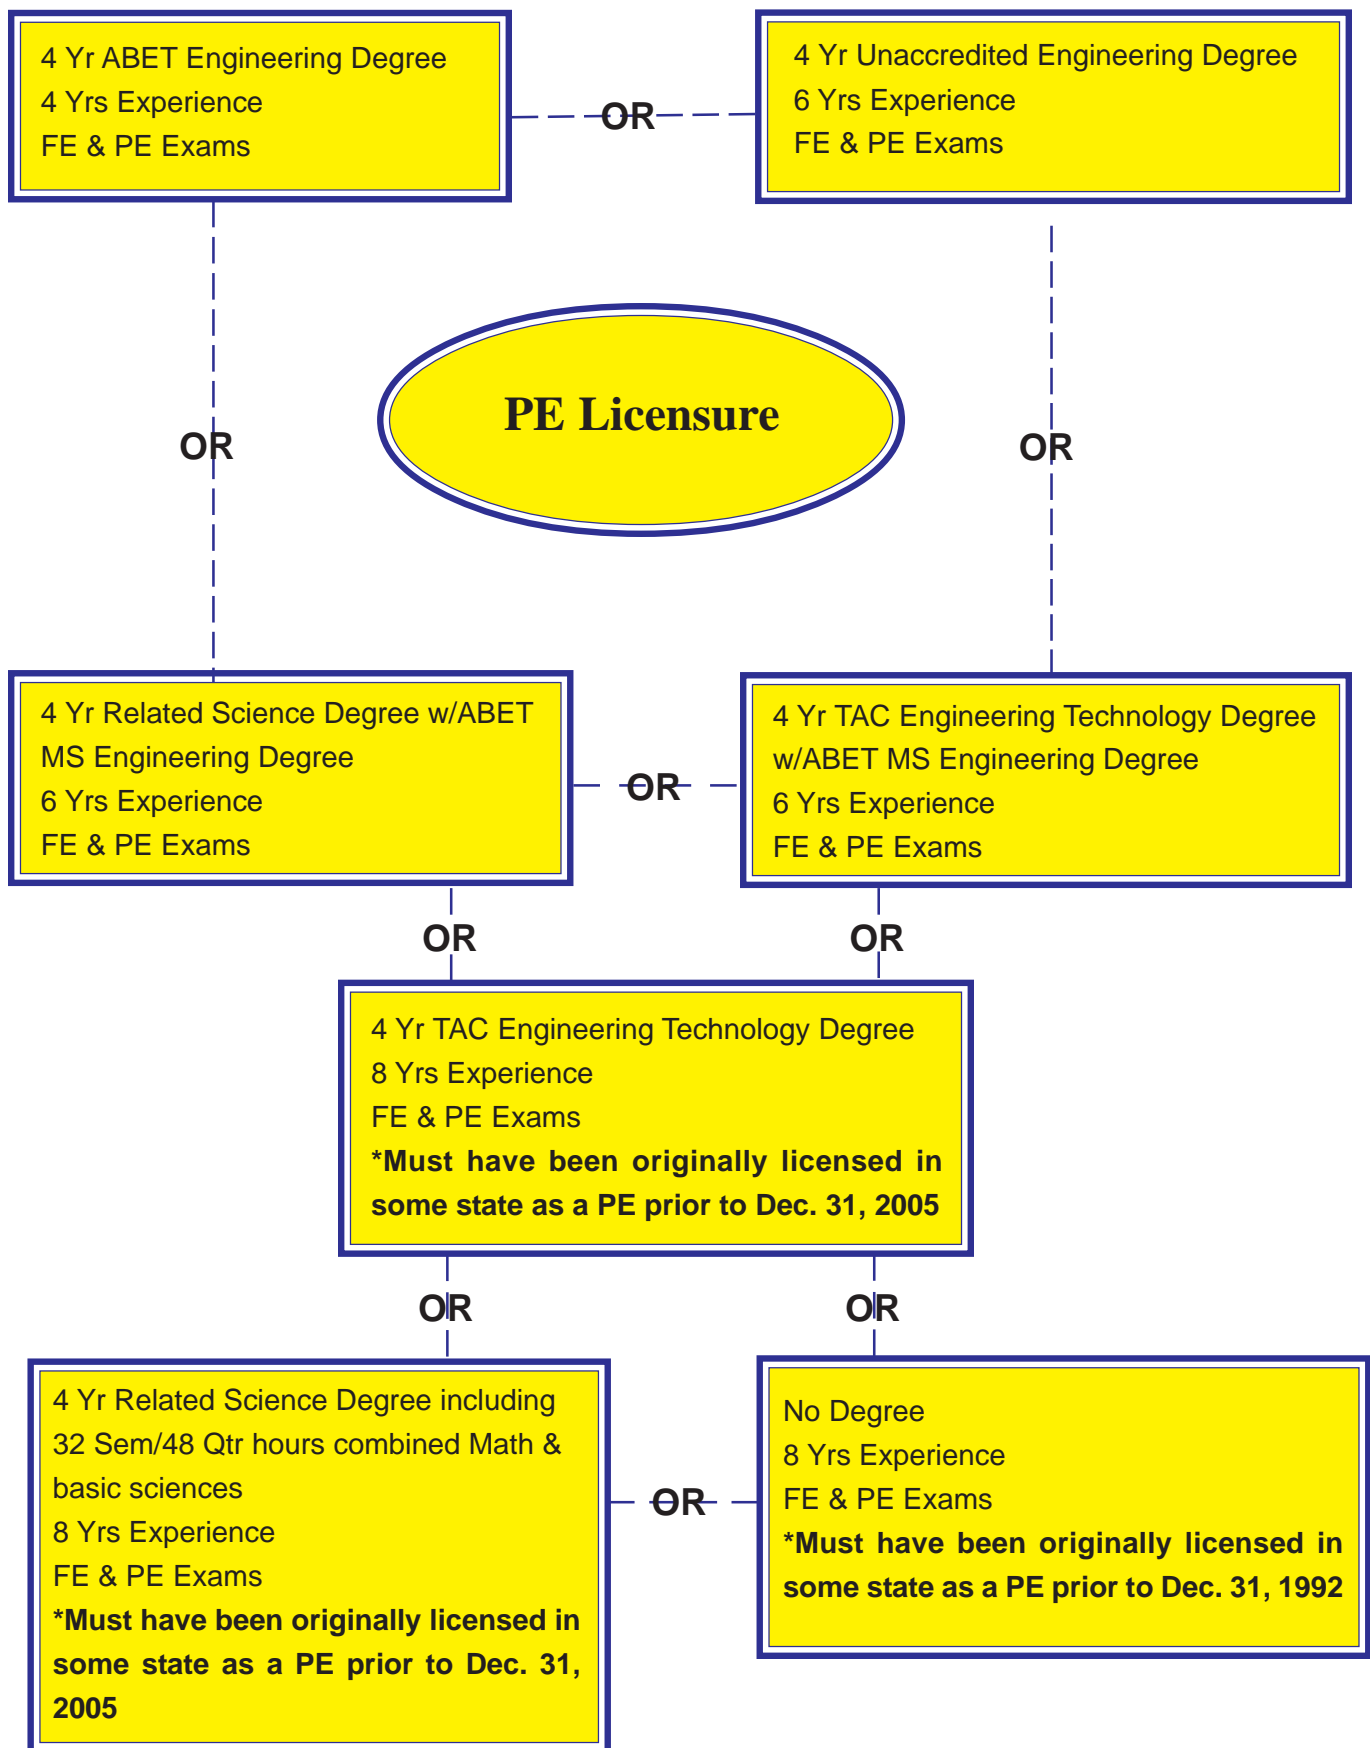 4 Yr ABET Engineering Degree
4 Yrs Experience
FE & PE Exams
OR
4 Yr Unaccredited Engineering Degree
6 Yrs Experience
FE & PE Exams
PE Licensure
OR
OR
4 Yr Related Science Degree w/ABET
MS Engineering Degree
6 Yrs Experience
FE & PE Exams
OR
4 Yr TAC Engineering Technology Degree
w/ABET MS Engineering Degree
6 Yrs Experience
FE & PE Exams
OR
OR
4 Yr TAC Engineering Technology Degree
8 Yrs Experience
FE & PE Exams
*Must have been originally licensed in
some state as a PE prior to Dec. 31, 2005
OR
OR
4 Yr Related Science Degree including
32 Sem/48 Qtr hours combined Math &
basic sciences
8 Yrs Experience
FE & PE Exams
*Must have been originally licensed in
some state as a PE prior to Dec. 31,
2005
OR
No Degree
8 Yrs Experience
FE & PE Exams
*Must have been originally licensed in
some state as a PE prior to Dec. 31, 1992